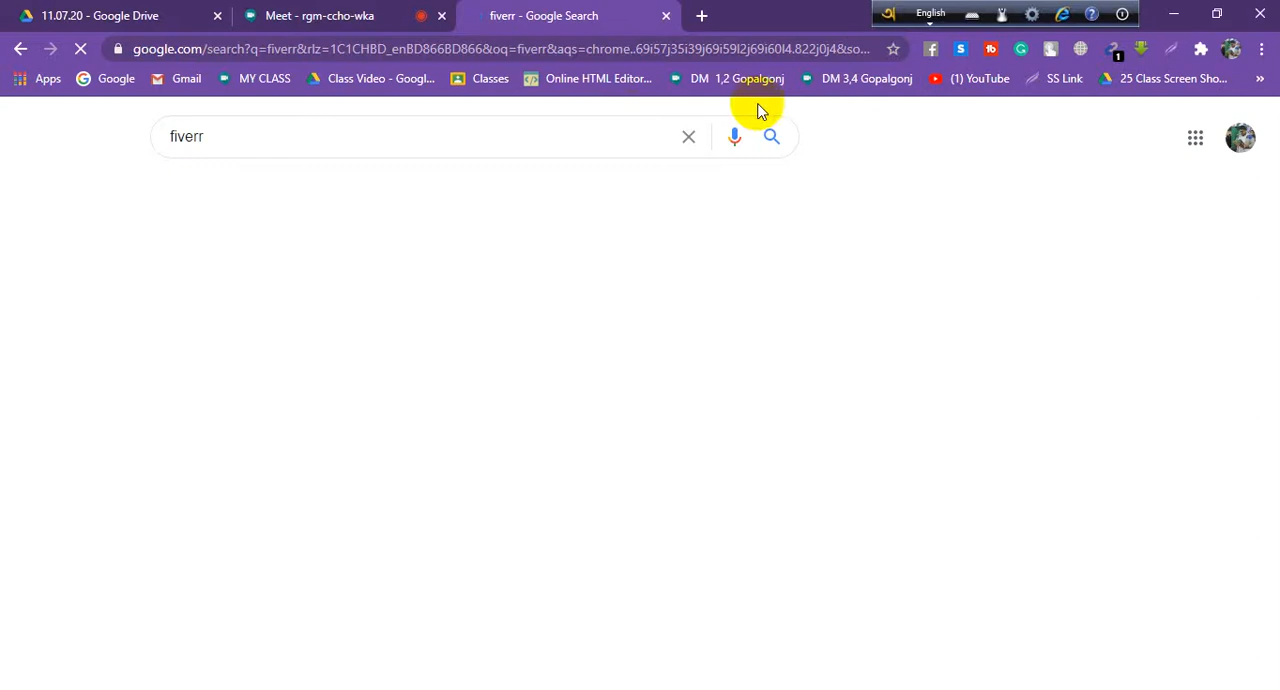 11.07.20 - Google Drive
Meet - rgm-ccho-wka
fiverr - Google Search
অ English
google.com/search?q=fiverr&rlz=1C1CHBD_enBD866BD866&oq=fiverr&aqs=chrome..69i57j35i39j69i59l2j69i60l4.822j0j4&so...
1
Apps
Google
Gmail
MY CLASS
Class Video - Googl...
Classes
Online HTML Editor...
DM 1,2 Gopalgonj
DM 3,4 Gopalgonj
(1) YouTube
SS Link
25 Class Screen Sho...
»
fiverr